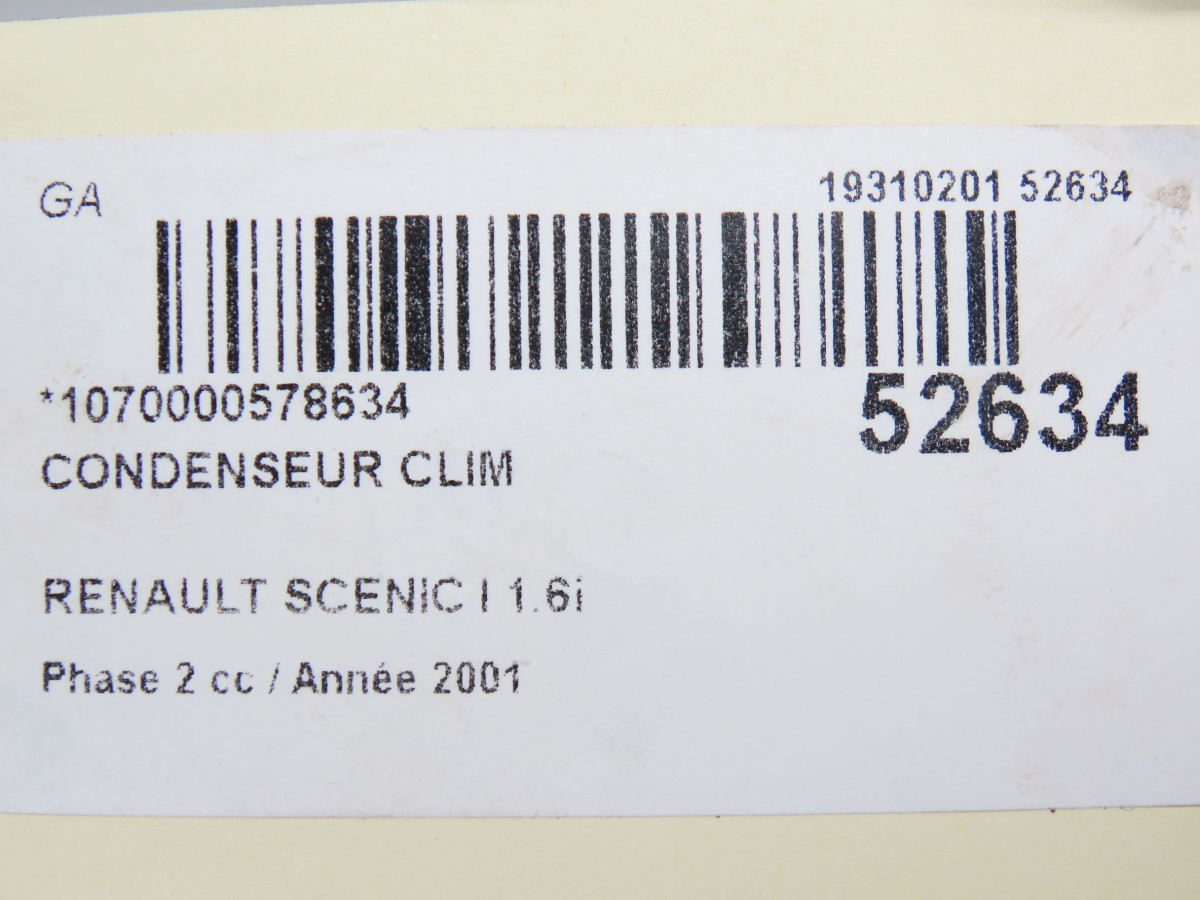 GA
19310201 52634
*1070000578634
52634
CONDENSEUR CLIM
RENAULT SCENIC I 1.6i
Phase 2 cc / Année 2001